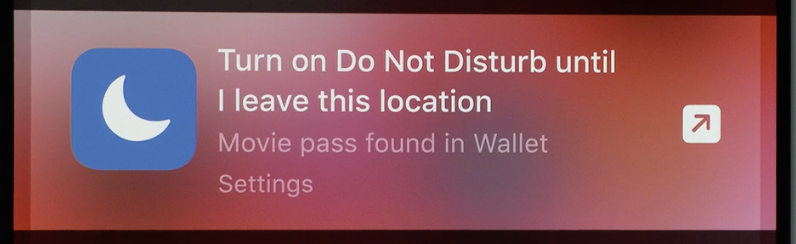 Turn on Do Not Disturb until
I leave this location
Movie pass found in Wallet
Settings